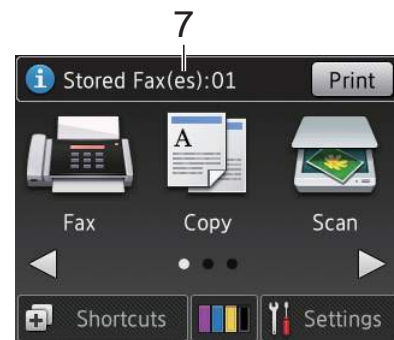 7
Stored Fax(es):01 Print
A
Fax Copy Scan
Shortcuts Settings